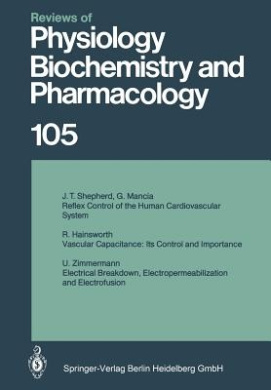 Reviews of
Physiology
Biochemistry and
Pharmacology
105
J. T. Shepherd, G. Mancia
Reflex Control of the Human Cardiovascular
System
R. Hainsworth
Vascular Capacitance: Its Control and Importance
U. Zimmermann
Electrical Breakdown, Electropermeabilization
and Electrofusion
Springer-Verlag Berlin Heidelberg GmbH